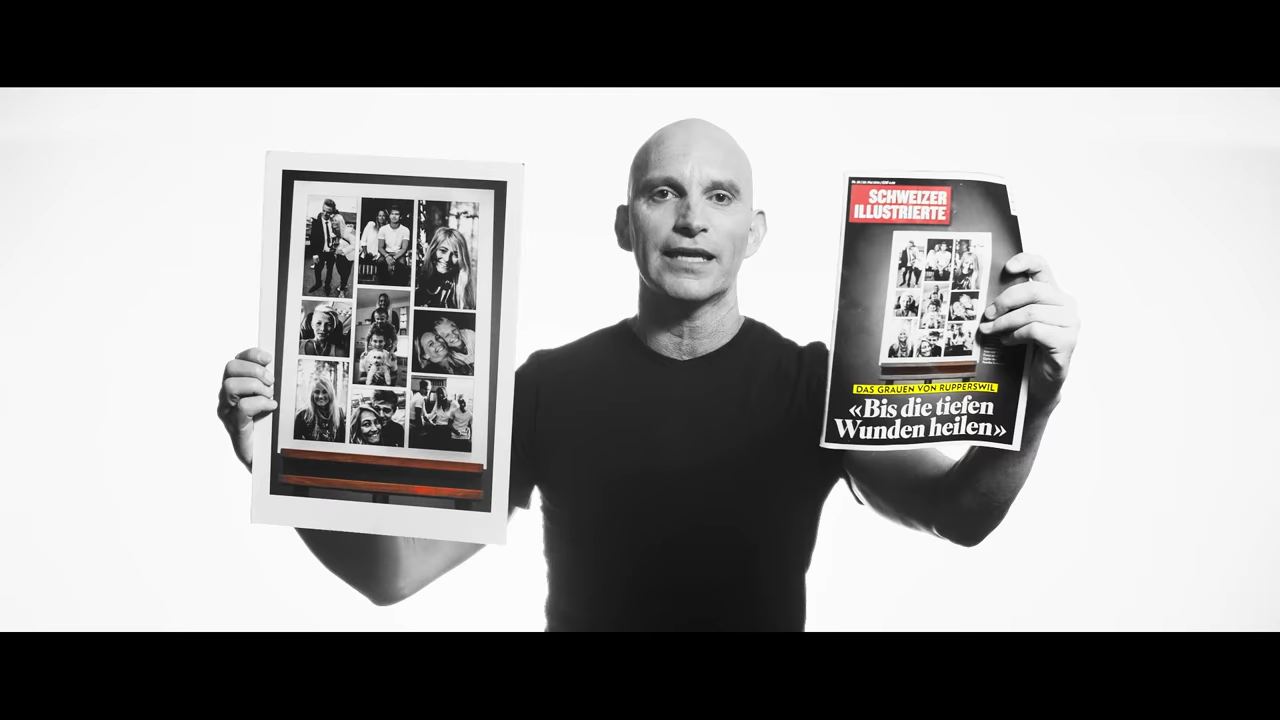 SCHWEIZER
ILLUSTRIERTE
DAS GRAUEN VON RUPPERSWIL
«Bis die tiefen
Wunden heilen»